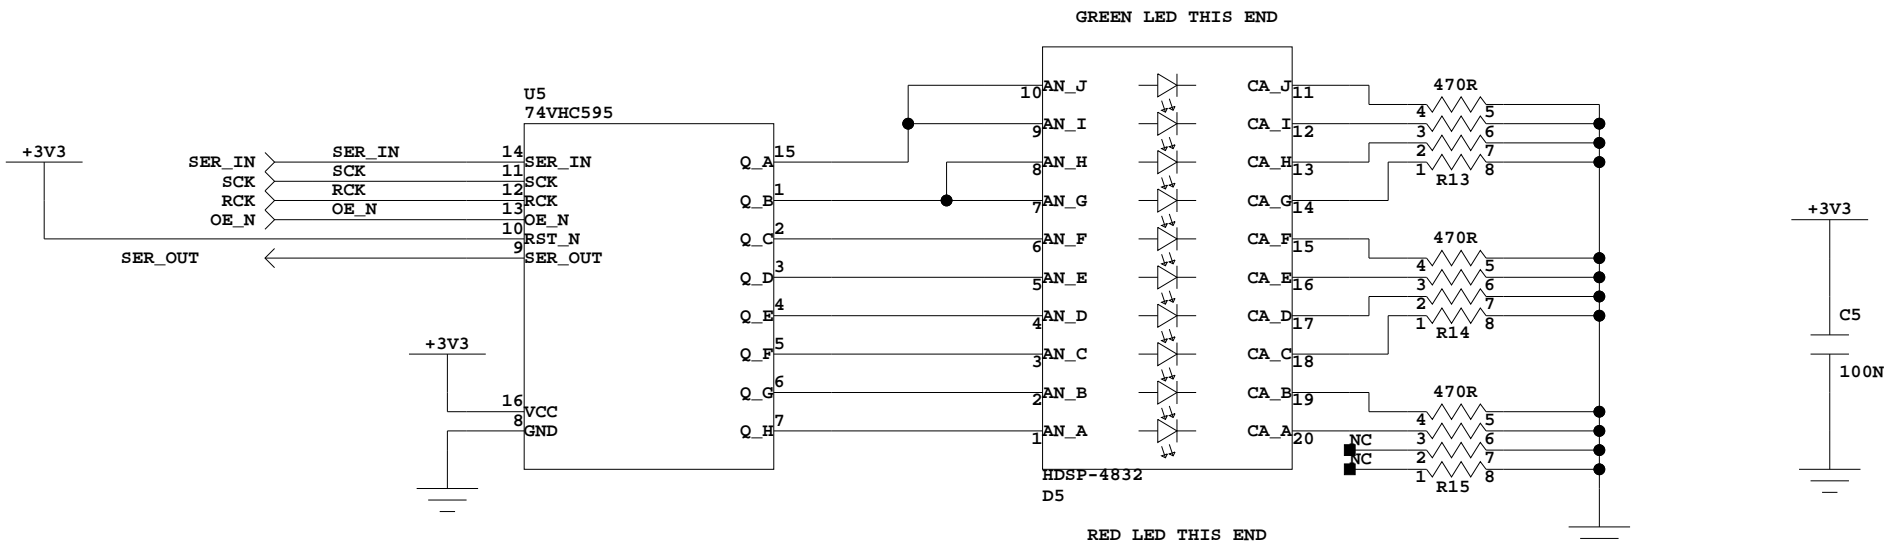 GREEN LED THIS END
U5
74VHC595
+3V3
SER_IN SER_IN 14 SER_IN
SCK SCK 11 SCK
RCK RCK 12 RCK
OE_N OE_N 13 OE_N
10 RST_N
SER_OUT 9 SER_OUT
+3V3
16 VCC
8 GND
Q_A 15
Q_B 1
Q_C 2
Q_D 3
Q_E 4
Q_F 5
Q_G 6
Q_H 7
10 AN_J CA_J 11
9 AN_I CA_I 12
8 AN_H CA_H 13
7 AN_G CA_G 14
6 AN_F CA_F 15
5 AN_E CA_E 16
4 AN_D CA_D 17
3 AN_C CA_C 18
2 AN_B CA_B 19
1 AN_A CA_A 20
HDSP-4832
D5
RED LED THIS END
470R
4 5
3 6
2 7
1 R13 8
470R
4 5
3 6
2 7
1 R14 8
470R
4 5
NC 3 6
NC 2 7
1 R15 8
+3V3
C5
100N